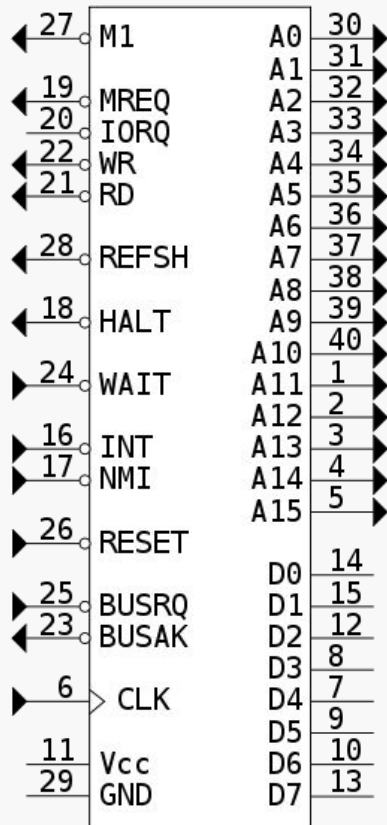 27 M1 A0 30
A1 31
19 MREQ A2 32
20 IORQ A3 33
22 WR A4 34
21 RD A5 35
A6 36
28 REFSH A7 37
A8 38
18 HALT A9 39
A10 40
24 WAIT A11 1
A12 2
16 INT A13 3
17 NMI A14 4
A15 5
26 RESET
D0 14
25 BUSRQ D1 15
23 BUSAK D2 12
D3 8
6 CLK D4 7
D5 9
11 Vcc D6 10
29 GND D7 13